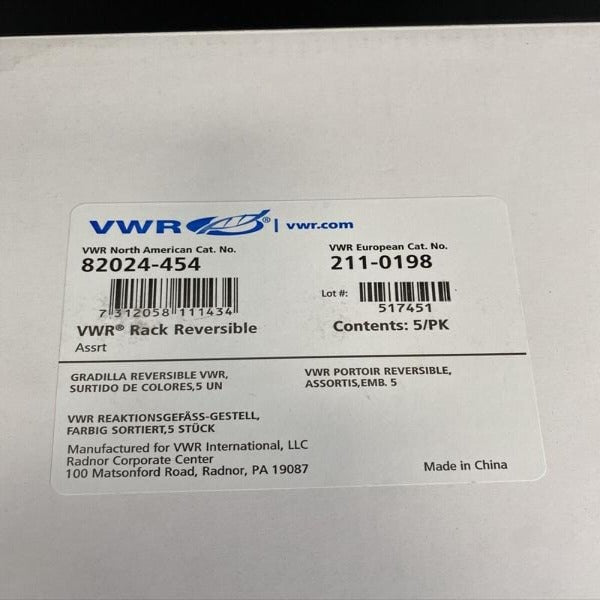 VWR® | vwr.com
VWR North American Cat. No.
82024-454
7 312058 111434
VWR® Rack Reversible
Assrt
VWR European Cat. No.
211-0198
Lot #:
517451
Contents: 5/PK
GRADILLA REVERSIBLE VWR,
SURTIDO DE COLORES,5 UN
VWR PORTOIR REVERSIBLE,
ASSORTIS,EMB. 5
VWR REAKTIONSGEFÄSS-GESTELL,
FARBIG SORTIERT,5 STÜCK
Manufactured for VWR International, LLC
Radnor Corporate Center
100 Matsonford Road, Radnor, PA 19087
Made in China